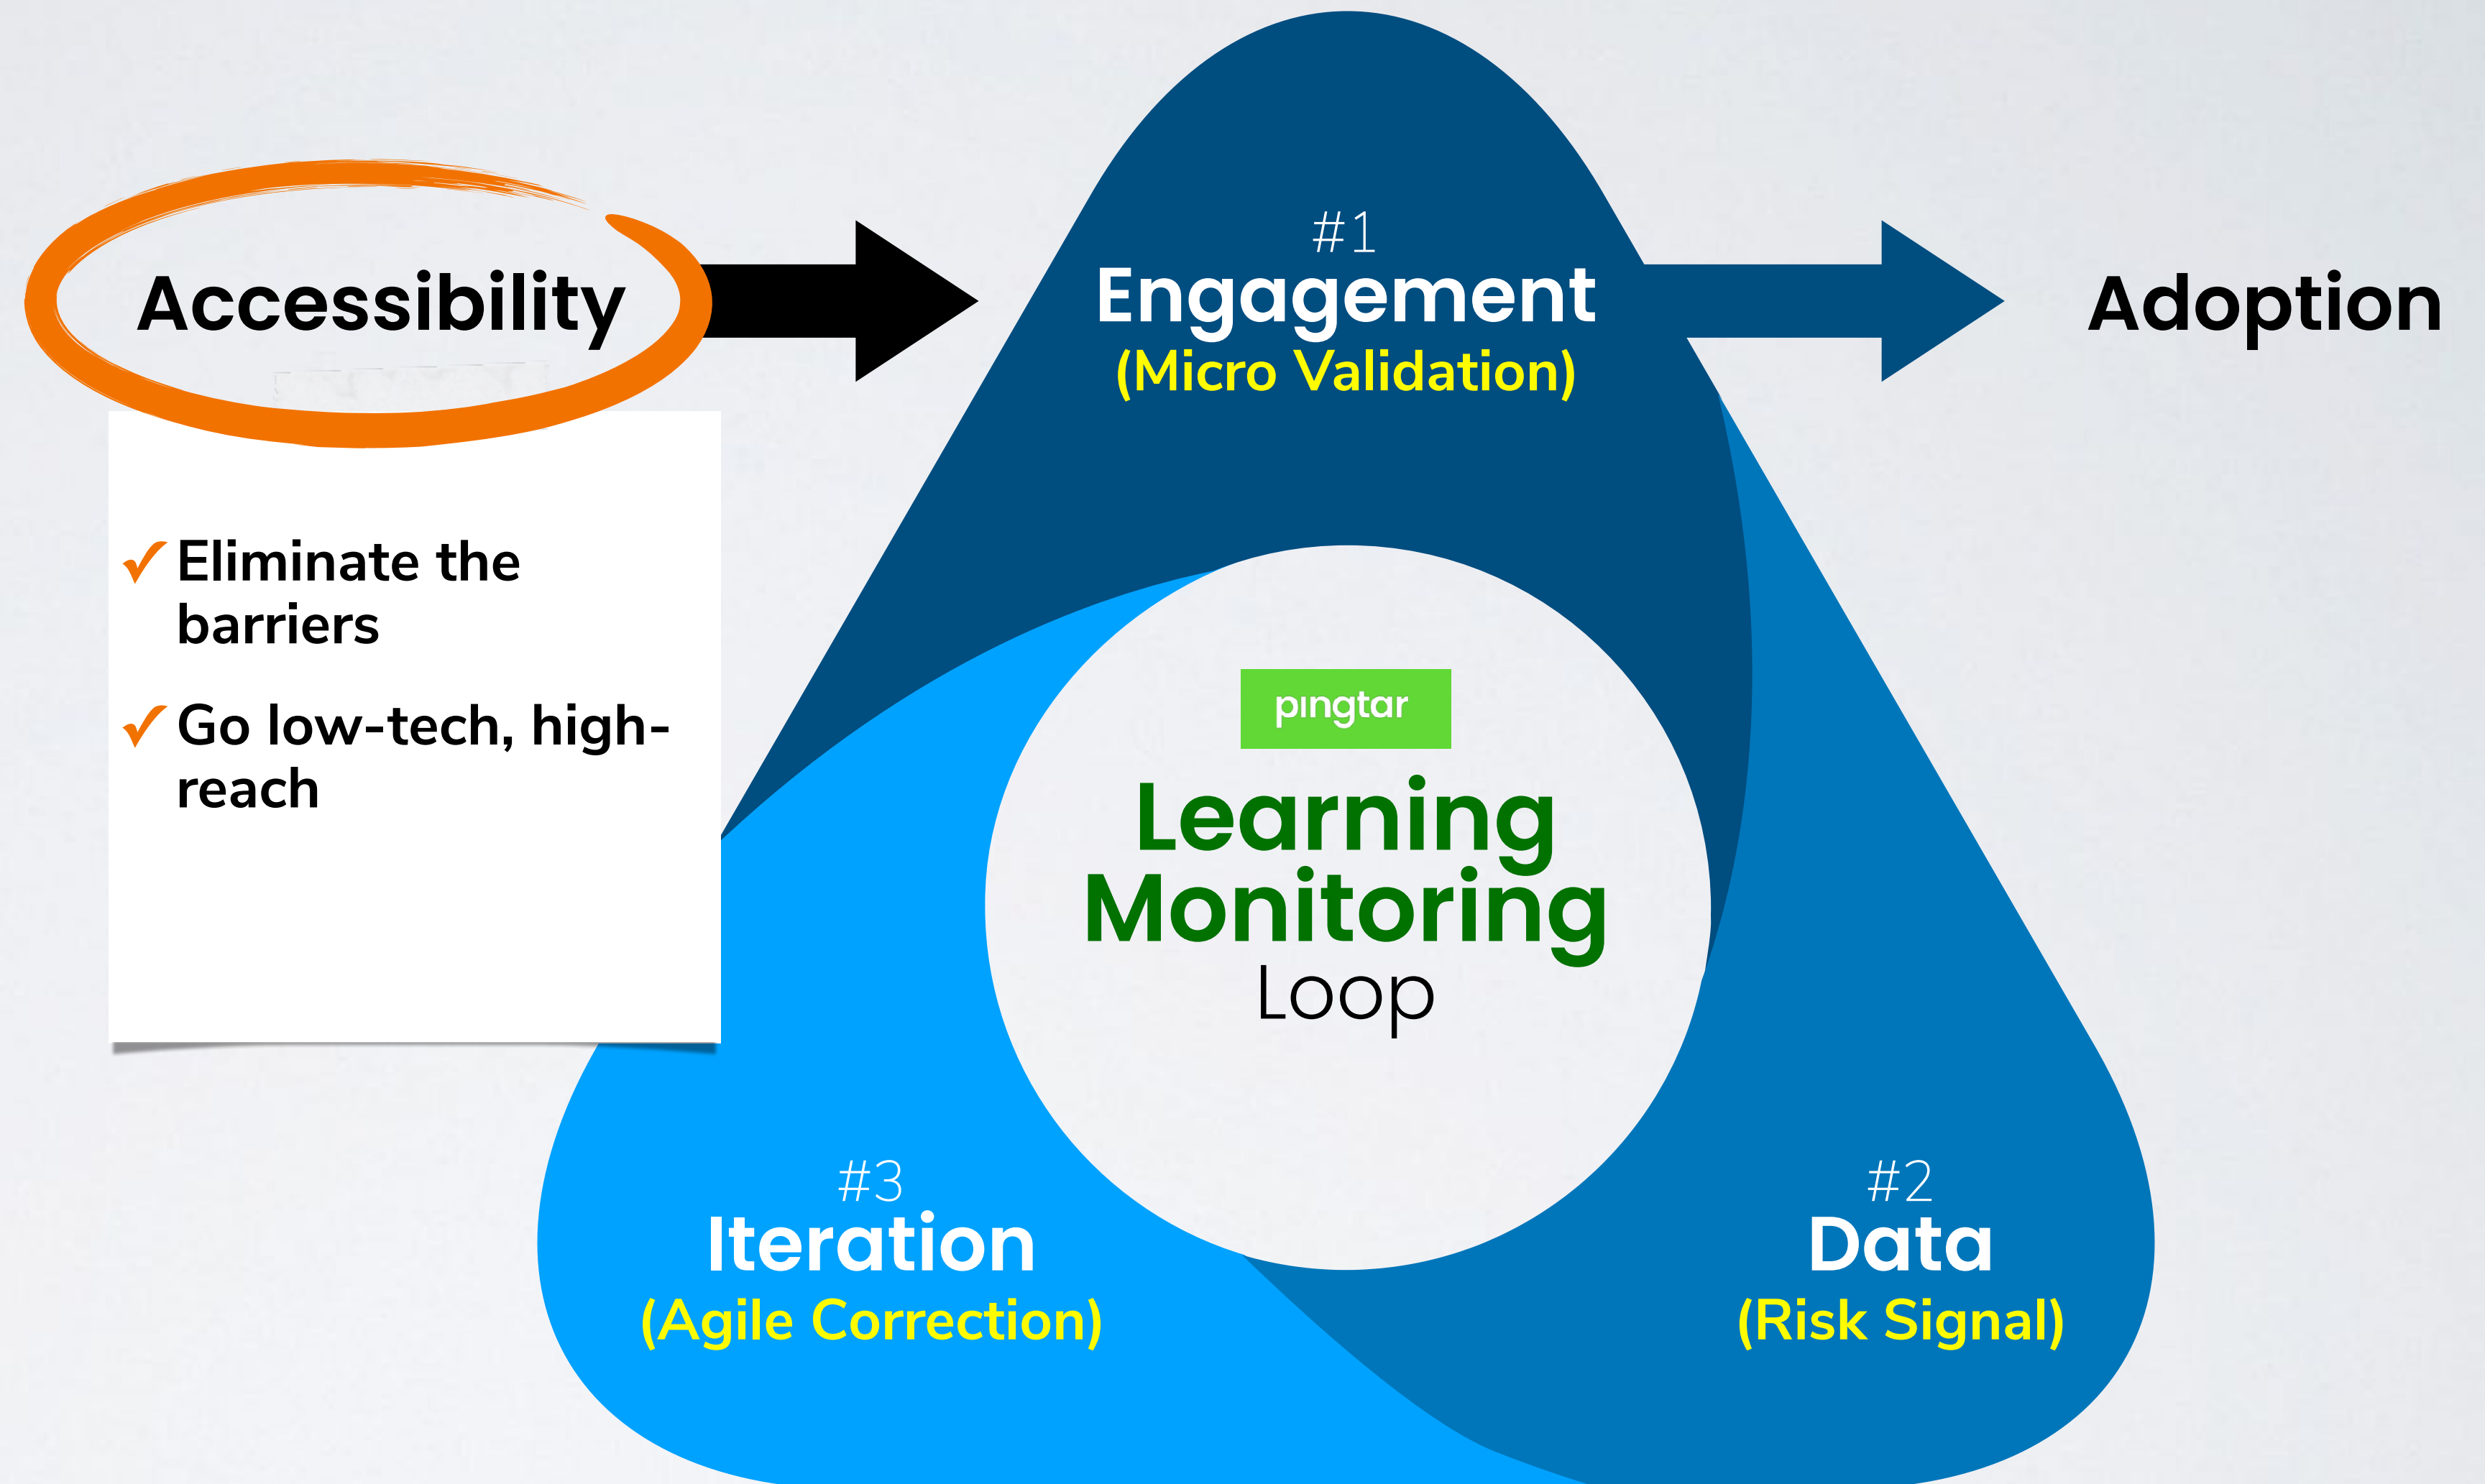 Accessibility
Eliminate the
barriers
Go low-tech, high-
reach
#1
Engagement
(Micro Validation)
Adoption
pıngtar
Learning
Monitoring
Loop
#2
Data
(Risk Signal)
#3
Iteration
(Agile Correction)